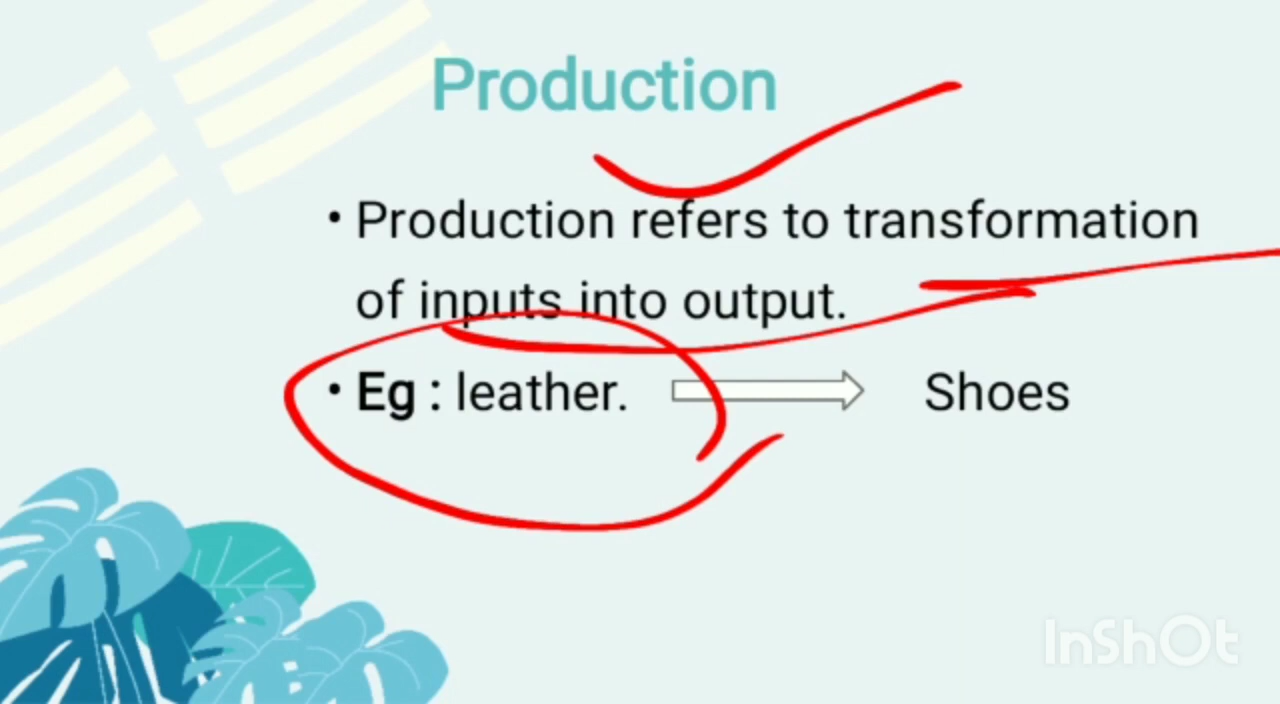 Production
• Production refers to transformation
of inputs into output.
• Eg : leather. Shoes
InShOt